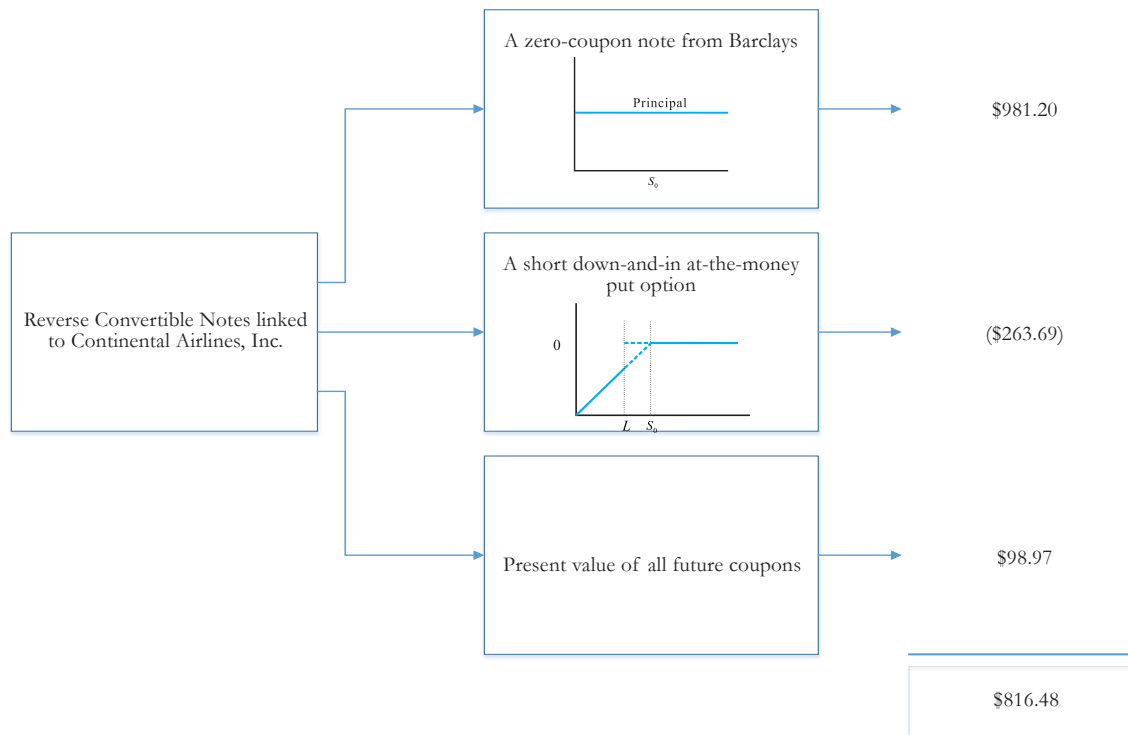 A zero-coupon note from Barclays
Principal
S₀
$981.20
Reverse Convertible Notes linked
to Continental Airlines, Inc.
A short down-and-in at-the-money
put option
0
L S₀
($263.69)
Present value of all future coupons
$98.97
$816.48